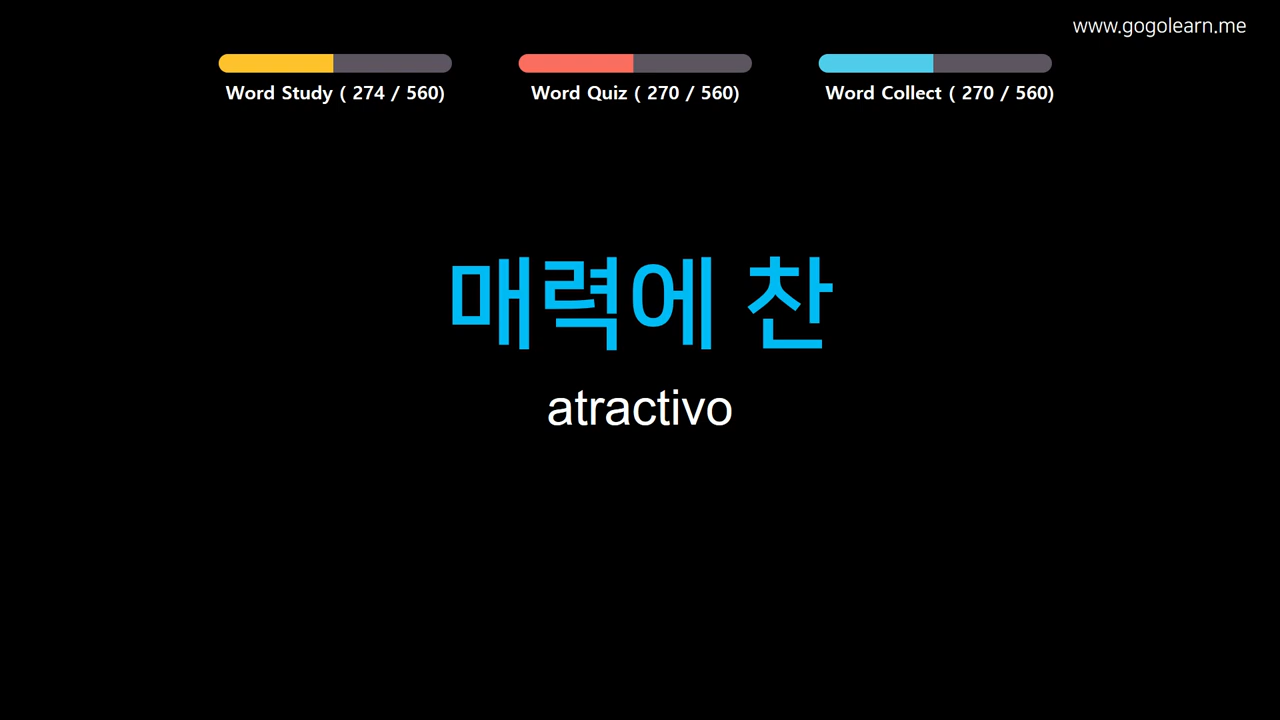 www.gogolearn.me
Word Study ( 274 / 560)
Word Quiz ( 270 / 560)
Word Collect ( 270 / 560)
매력에 찬
atractivo